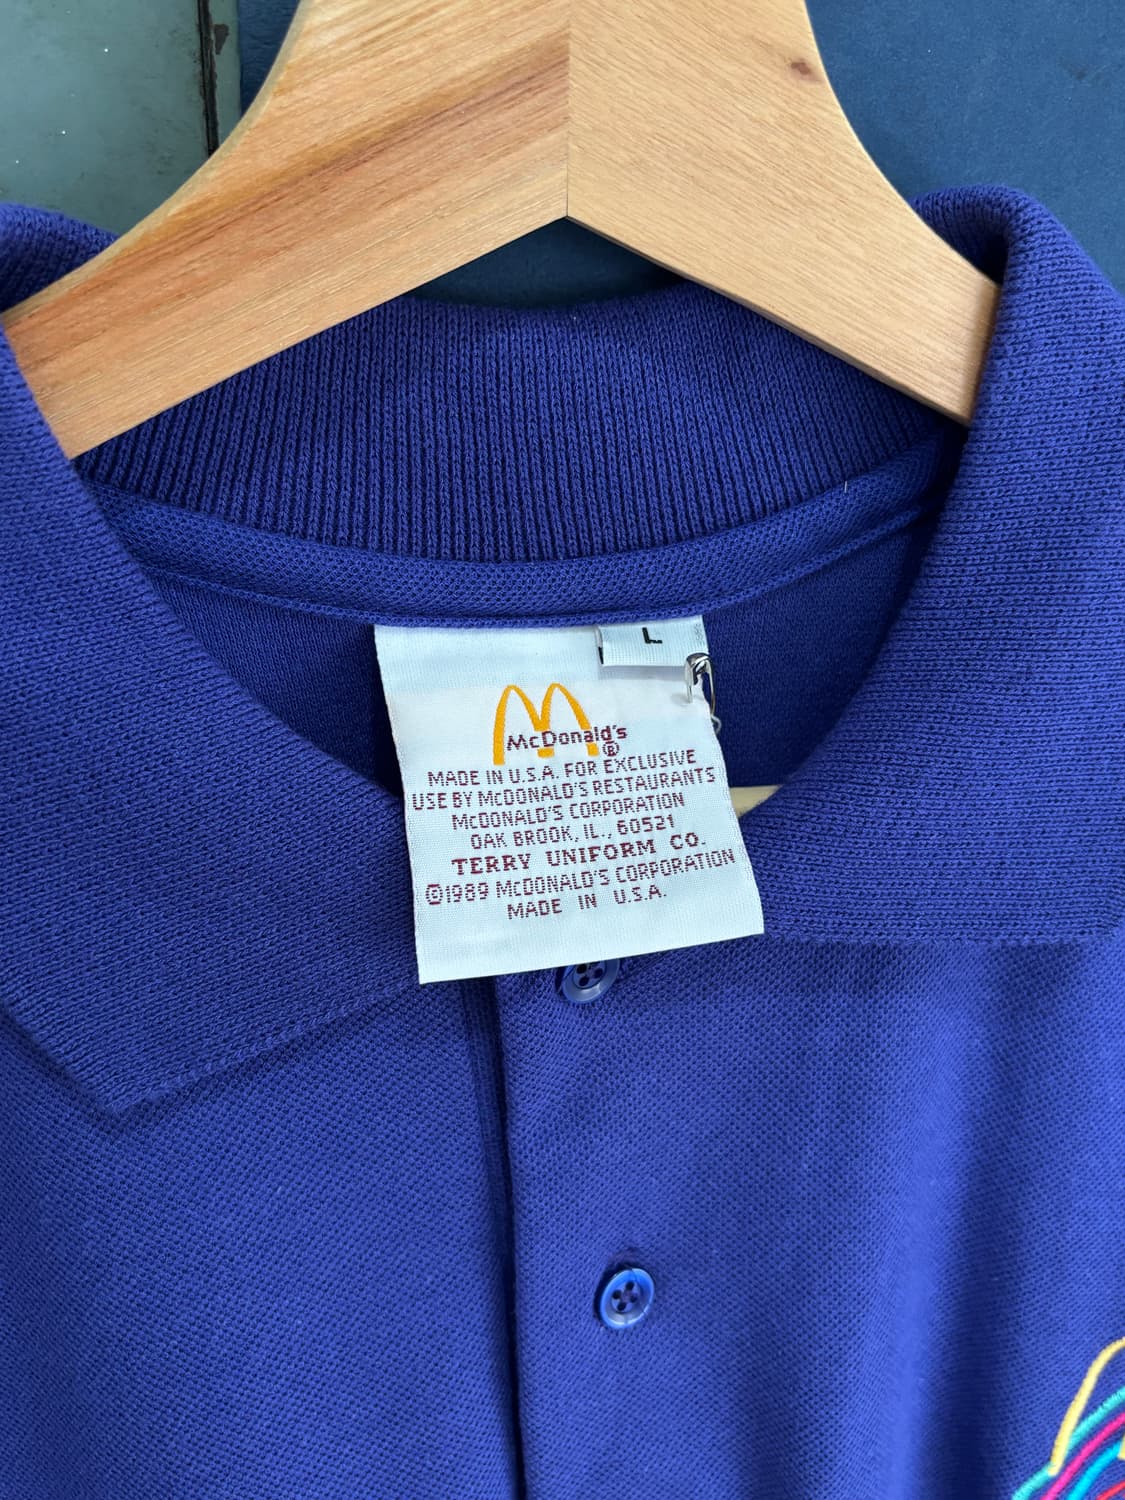 L
McDonald's
®
MADE IN U.S.A. FOR EXCLUSIVE
USE BY McDONALD'S RESTAURANTS
McDONALD'S CORPORATION
OAK BROOK, IL., 60521
TERRY UNIFORM CO.
©1989 McDONALD'S CORPORATION
MADE IN U.S.A.